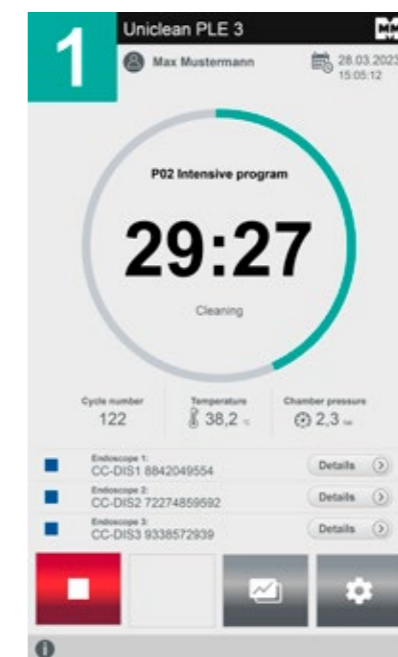 1
Uniclean PLE 3
Max Mustermann
28.03.2023
15:05:12
P02 Intensive program
29:27
Cleaning
Cycle number
122
Temperature
38,2 °C
Chamber pressure
2,3
Endoscope 1:
CC-DIS1 8842049554
Details
Endoscope 2:
CC-DIS2 72274859592
Details
Endoscope 3:
CC-DIS3 9338572939
Details